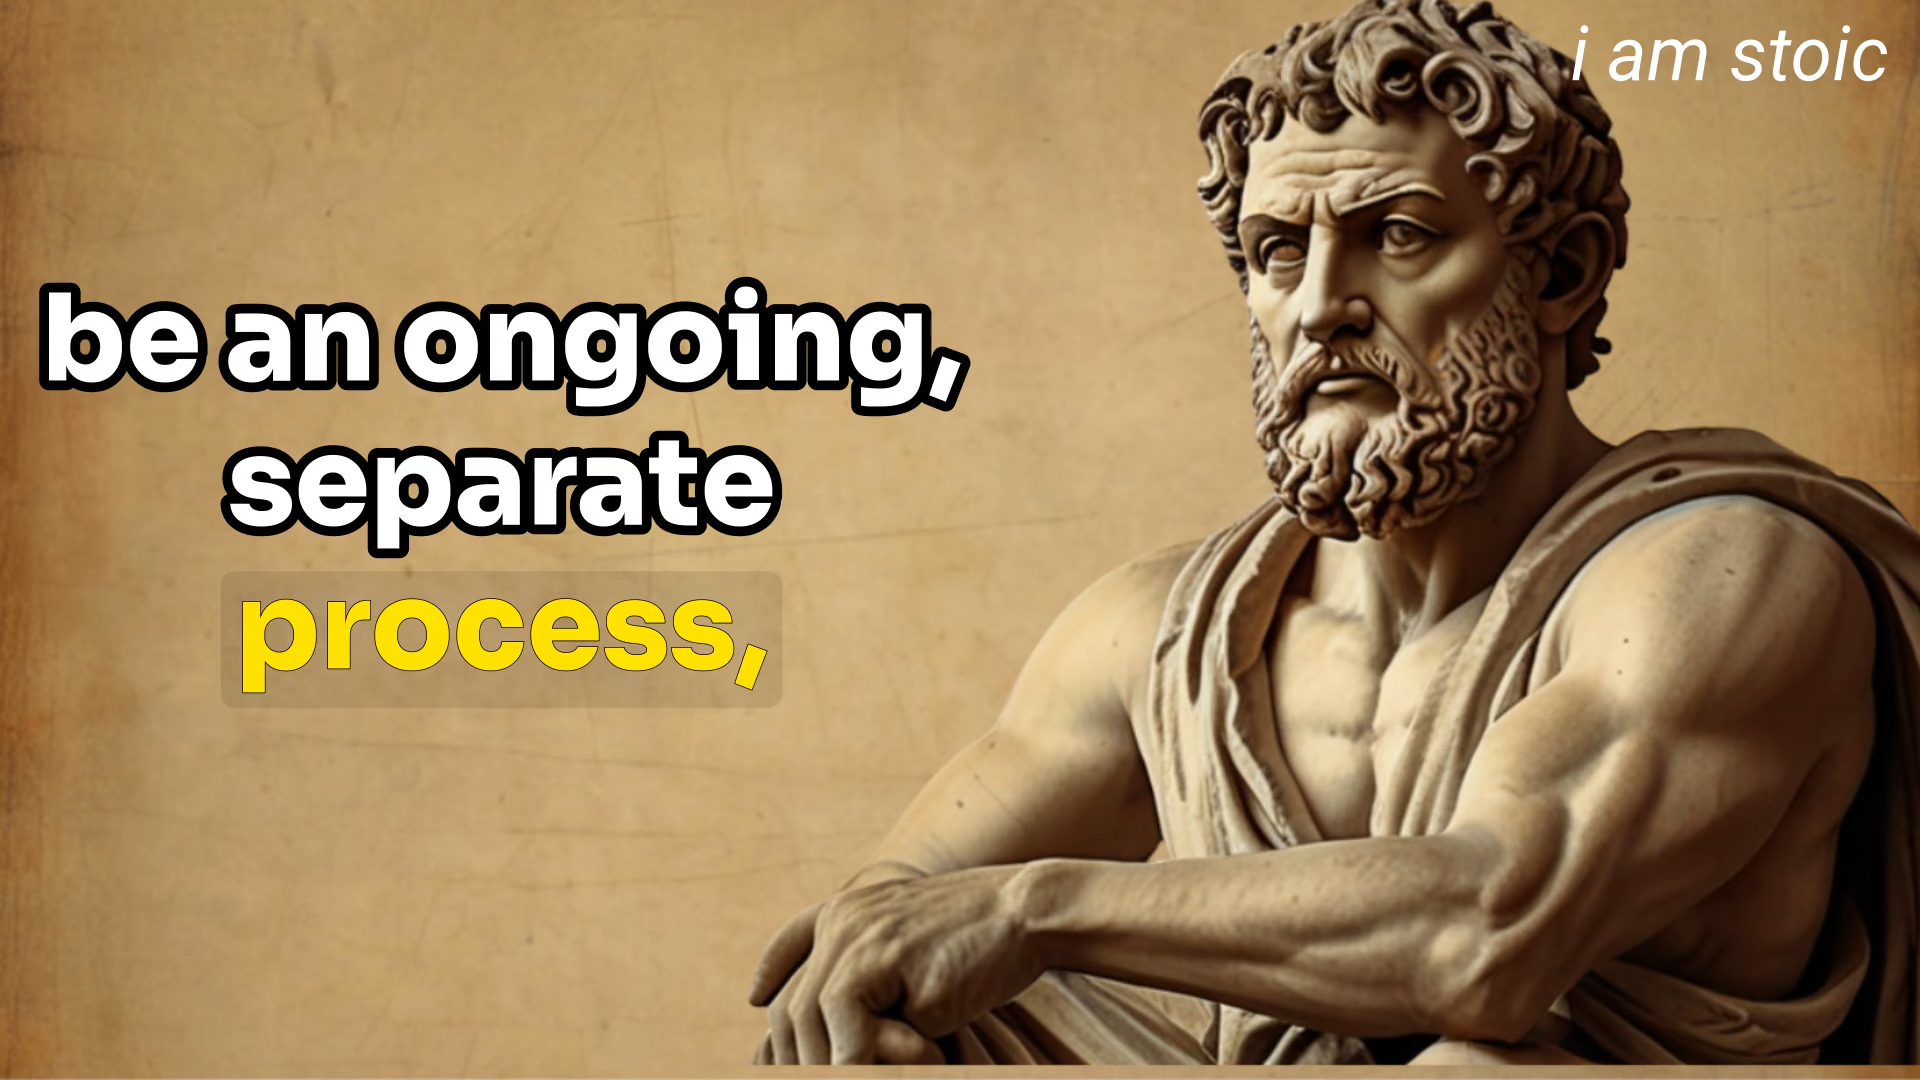 i am stoic
be an ongoing,
separate
process,